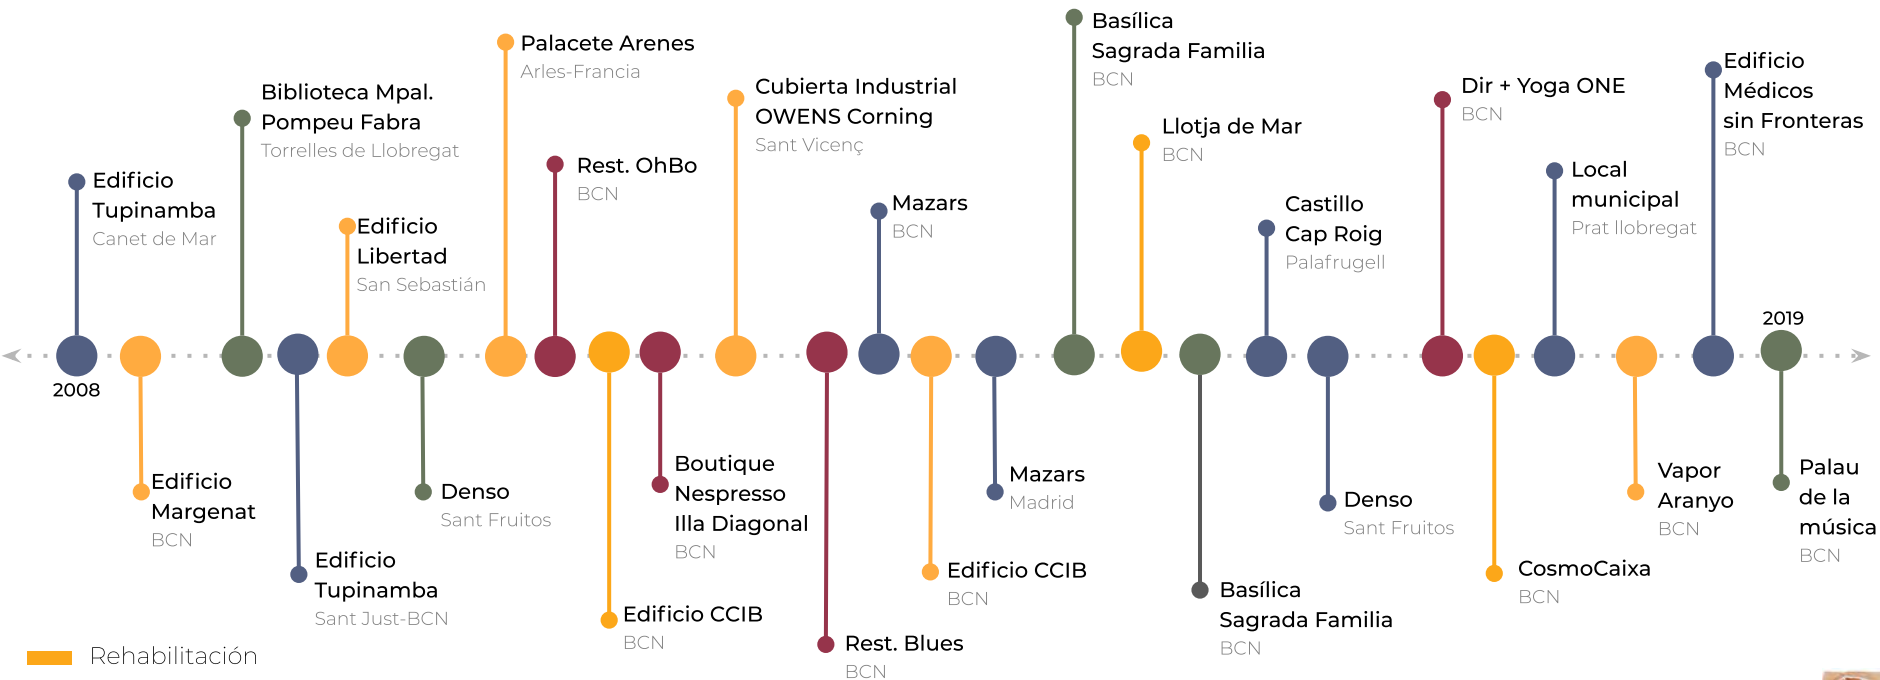 Edificio
Tupinamba
Canet de Mar
2008
Edificio
Margenat
BCN
Biblioteca Mpal.
Pompeu Fabra
Torrelles de Llobregat
Edificio
Tupinamba
Sant Just-BCN
Edificio
Libertad
San Sebastián
Denso
Sant Fruitos
Palacete Arenes
Arles-Francia
Rest. OhBo
BCN
Edificio CCIB
BCN
Boutique
Nespresso
Illa Diagonal
BCN
Cubierta Industrial
OWENS Corning
Sant Vicenç
Rest. Blues
BCN
Mazars
BCN
Edificio CCIB
BCN
Mazars
Madrid
Basílica
Sagrada Familia
BCN
Llotja de Mar
BCN
Basílica
Sagrada Familia
BCN
Castillo
Cap Roig
Palafrugell
Denso
Sant Fruitos
Dir + Yoga ONE
BCN
CosmoCaixa
BCN
Local
municipal
Prat llobregat
Vapor
Aranyo
BCN
Edificio
Médicos
sin Fronteras
BCN
2019
Palau
de la
música
BCN
Rehabilitación